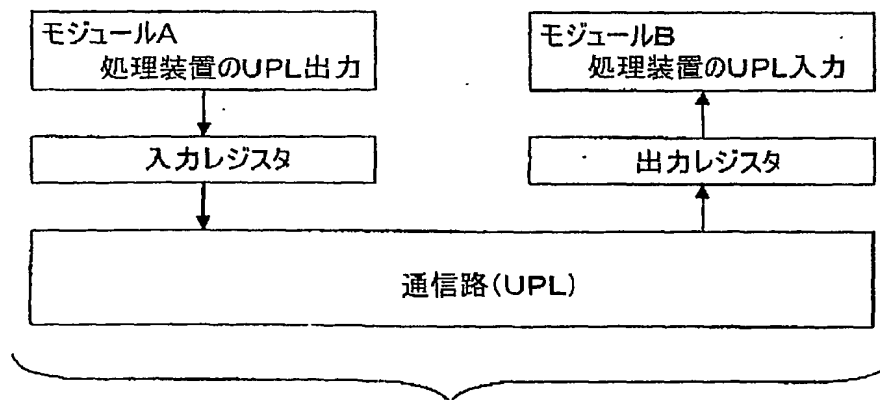 モジュールA
処理装置のUPL出力
モジュールB
処理装置のUPL入力
入力レジスタ
出力レジスタ
通信路(UPL)